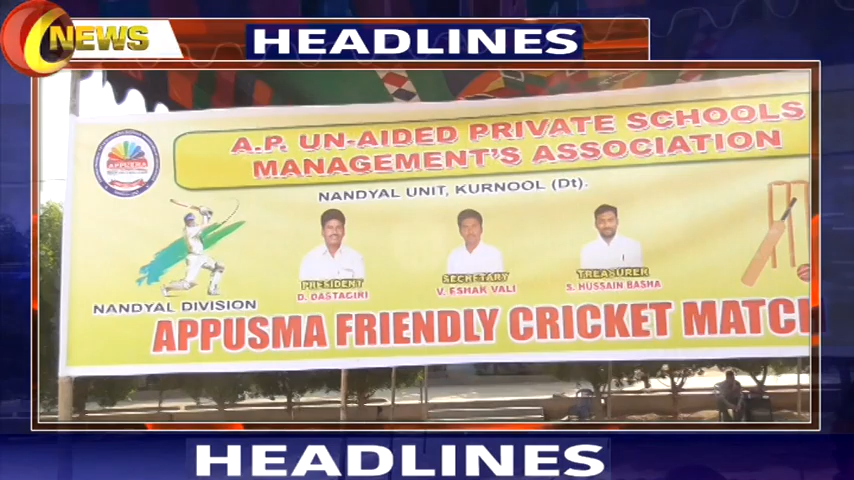 NEWS
HEADLINES
APPUSMA
A.P. UN-AIDED PRIVATE SCHOOLS
MANAGEMENT'S ASSOCIATION
NANDYAL UNIT, KURNOOL (Dt).
NANDYAL DIVISION
PRESIDENT
D. DASTAGIRI
SECRETARY
V. ESHAK VALI
TREASURER
S. HUSSAIN BASHA
APPUSMA FRIENDLY CRICKET MATCH
HEADLINES